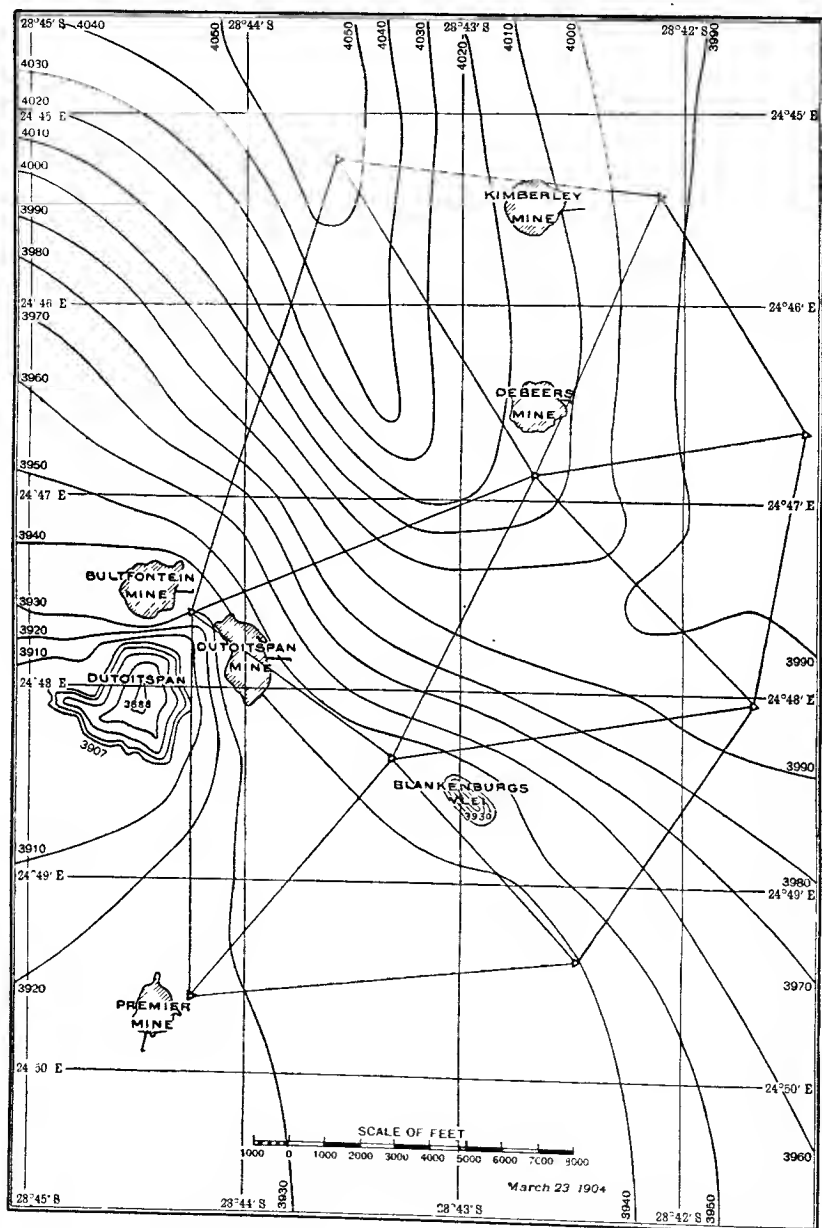 28°45' S
4040
4050
28°44' S
4050
4040
4030
4020
28°43' S
4010
4000
28°42' S
3990
4030
4020
24°45 E
24°45' E
4010
4000
3990
3980
3970
3960
3950
3940
3930
3920
3910
KIMBERLEY
MINE
24°46 E
24°46' E
DEBEERS
MINE
24°47' E
24°47' E
BULTFONTEIN
MINE
DUTOITSPAN
MINE
DUTOITSPAN
3888
3907
24°48 E
24°48' E
3990
3990
BLANKENBURGS
VLEI
3930
3910
24°49' E
24°49' E
3980
3920
3970
PREMIER
MINE
24°50 E
24°50' E
3960
SCALE OF FEET
1000 0 1000 2000 3000 4000 5000 6000 7000 8000
March 23 1904
28°45' S
28°44' S
3930
28°43' S
3940
28°42' S
3950